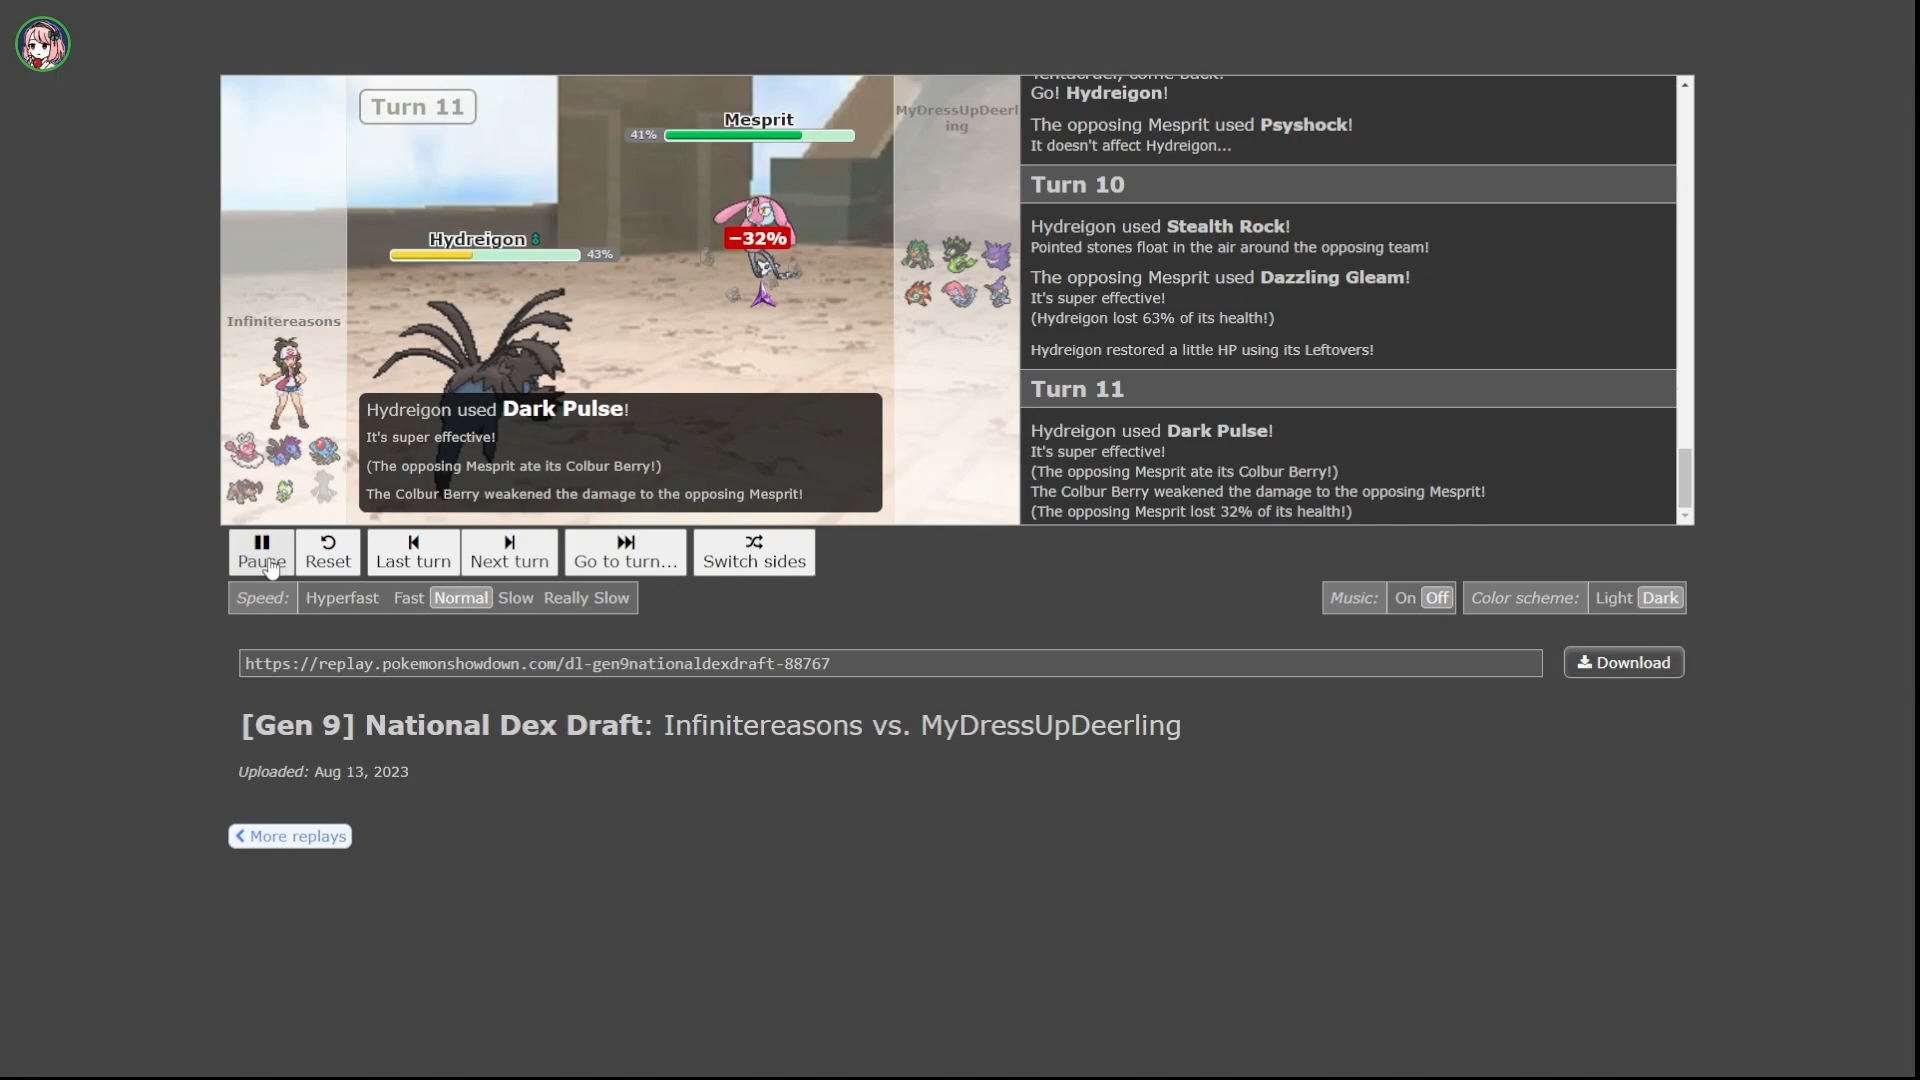 Turn 11
Mesprit
41%
−32%
Hydreigon
43%
Infinitereasons
MyDressUpDeerl
ing
Hydreigon used Dark Pulse!
It's super effective!
(The opposing Mesprit ate its Colbur Berry!)
The Colbur Berry weakened the damage to the opposing Mesprit!
Go! Hydreigon!
The opposing Mesprit used Psyshock!
It doesn't affect Hydreigon...
Turn 10
Hydreigon used Stealth Rock!
Pointed stones float in the air around the opposing team!
The opposing Mesprit used Dazzling Gleam!
It's super effective!
(Hydreigon lost 63% of its health!)
Hydreigon restored a little HP using its Leftovers!
Turn 11
Hydreigon used Dark Pulse!
It's super effective!
(The opposing Mesprit ate its Colbur Berry!)
The Colbur Berry weakened the damage to the opposing Mesprit!
(The opposing Mesprit lost 32% of its health!)
Pause Reset Last turn Next turn Go to turn... Switch sides
Speed: Hyperfast Fast Normal Slow Really Slow
Music: On Off Color scheme: Light Dark
https://replay.pokemonshowdown.com/dl-gen9nationaldexdraft-88767
Download
[Gen 9] National Dex Draft: Infinitereasons vs. MyDressUpDeerling
Uploaded: Aug 13, 2023
More replays